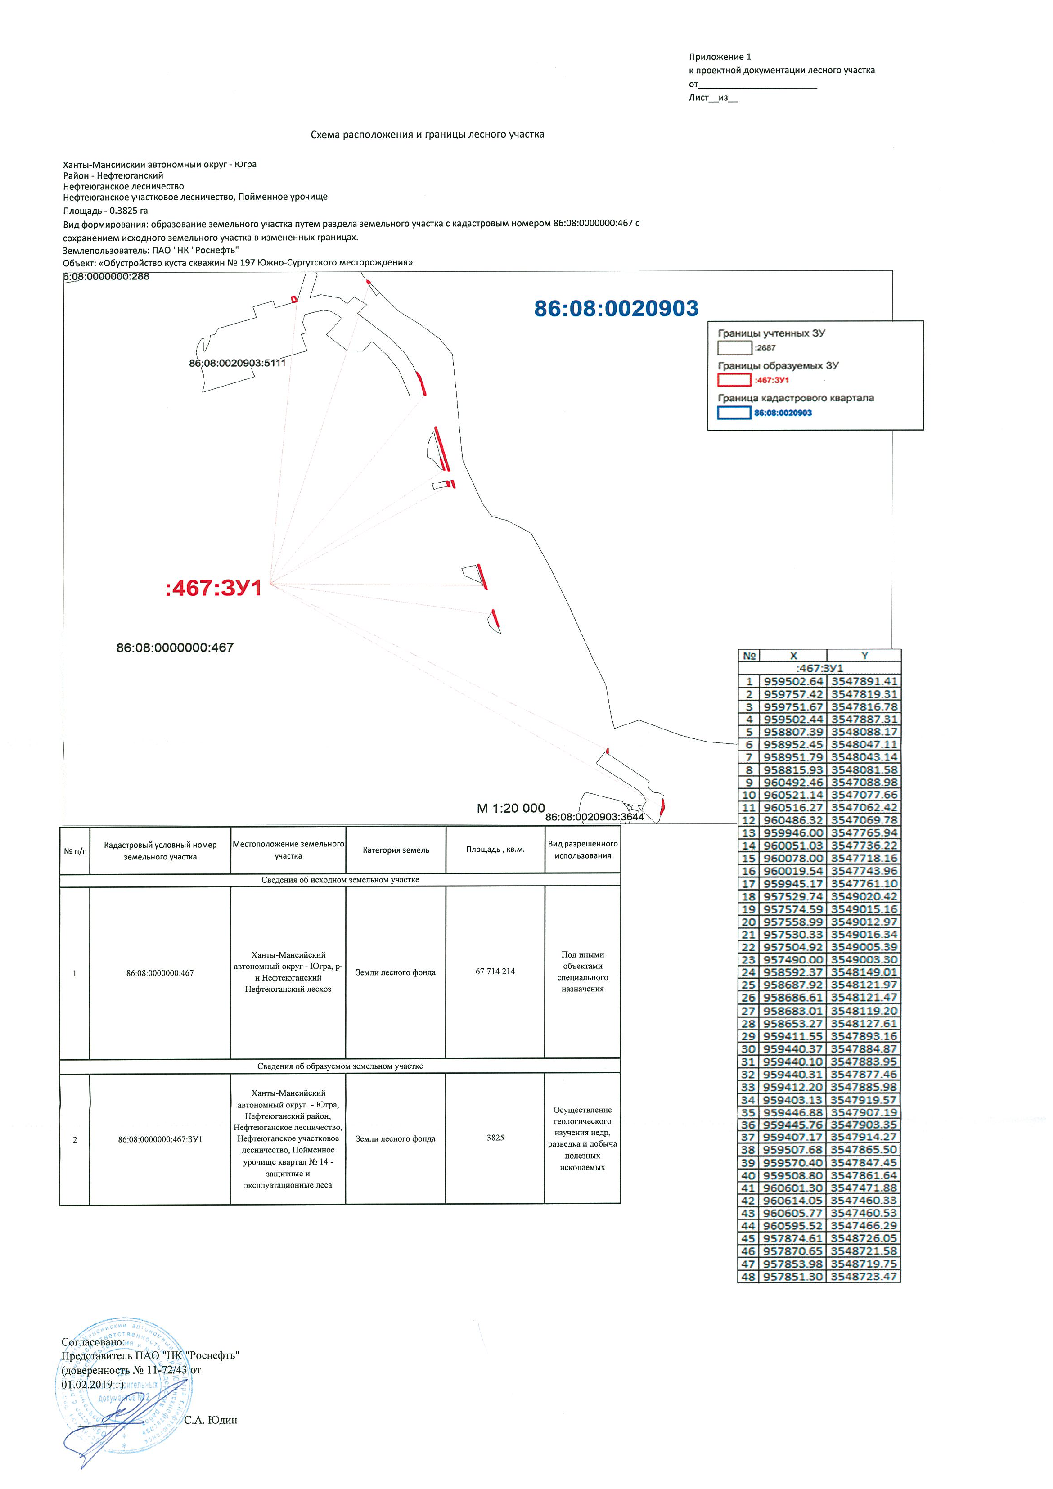 Приложение 1
к проектной документации лесного участка
от
Лист__из__
Схема расположения и границы лесного участка
Ханты-Мансийский автономный округ - Югра
Район - Нефтеюганский
Нефтеюганское лесничество
Нефтеюганское участковое лесничество, Пойменное урочище
Площадь - 0.3825 га
Вид формирования: образование земельного участка путем раздела земельного участка с кадастровым номером 86:08:0000000:467 с
сохранением исходного земельного участка в измененных границах.
Землепользователь: ПАО "НК "Роснефть"
Объект: «Обустройство куста скважин № 197 Южно-Сургутского месторождения»
6:08:0000000:288
86:08:0020903
Границы учтенных ЗУ
:2687
Границы образуемых ЗУ
:467:ЗУ1
Граница кадастрового квартала
86:08:0020903
86:08:0020903:5111
:467:ЗУ1
86:08:0000000:467
М 1:20 000
86:08:0020903:3644
№ X Y
:467:ЗУ1
1 959502.64 3547891.41
2 959757.42 3547819.31
3 959751.67 3547816.78
4 959502.44 3547887.31
5 958807.39 3548088.17
6 958952.45 3548047.11
7 958951.79 3548043.14
8 958815.93 3548081.58
9 960492.46 3547088.98
10 960521.14 3547077.66
11 960516.27 3547062.42
12 960486.32 3547069.78
13 959946.00 3547765.94
14 960051.03 3547736.22
15 960078.00 3547718.16
16 960019.54 3547743.96
17 959945.17 3547761.10
18 957529.74 3549020.42
19 957574.59 3549015.16
20 957558.99 3549012.97
21 957530.33 3549016.34
22 957504.92 3549005.39
23 957490.00 3549003.30
24 958592.37 3548149.01
25 958687.92 3548121.97
26 958686.61 3548121.47
27 958683.01 3548119.20
28 958653.27 3548127.61
29 959411.55 3547893.16
30 959440.37 3547884.87
31 959440.10 3547883.95
32 959440.31 3547877.46
33 959412.20 3547885.98
34 959403.13 3547919.57
35 959446.88 3547907.19
36 959445.76 3547903.35
37 959407.17 3547914.27
38 959507.68 3547865.50
39 959570.40 3547847.45
40 959508.80 3547861.64
41 960601.30 3547471.88
42 960614.05 3547460.33
43 960605.77 3547460.53
44 960595.52 3547466.29
45 957874.61 3548726.05
46 957870.65 3548721.58
47 957853.98 3548719.75
48 957851.30 3548723.47
№ п/п
Кадастровый условный номер земельного участка
Местоположение земельного участка
Категория земель
Площадь , кв.м.
Вид разрешенного использования
Сведения об исходном земельном участке
1
86:08:0000000:467
Ханты-Мансийский
автономный округ - Югра, р-
н Нефтеюганский
Нефтеюганский лесхоз
Земли лесного фонда
67 714 214
Под иными
объектами
специального
назначения
Сведения об образуемом земельном участке
2
86:08:0000000:467:ЗУ1
Ханты-Мансийский
автономный округ - Югра,
Нефтеюганский район,
Нефтеюганское лесничество,
Нефтеюганское участковое
лесничество, Пойменное
урочище квартал № 14 -
защитные и
эксплуатационные леса
Земли лесного фонда
3825
Осуществление
геологического
изучения недр,
разведка и добыча
полезных
ископаемых
Согласовано:
Представитель ПАО "НК "Роснефть"
(доверенность № 11-72/43 от
01.02.2019 г.)
С.А. Юдин